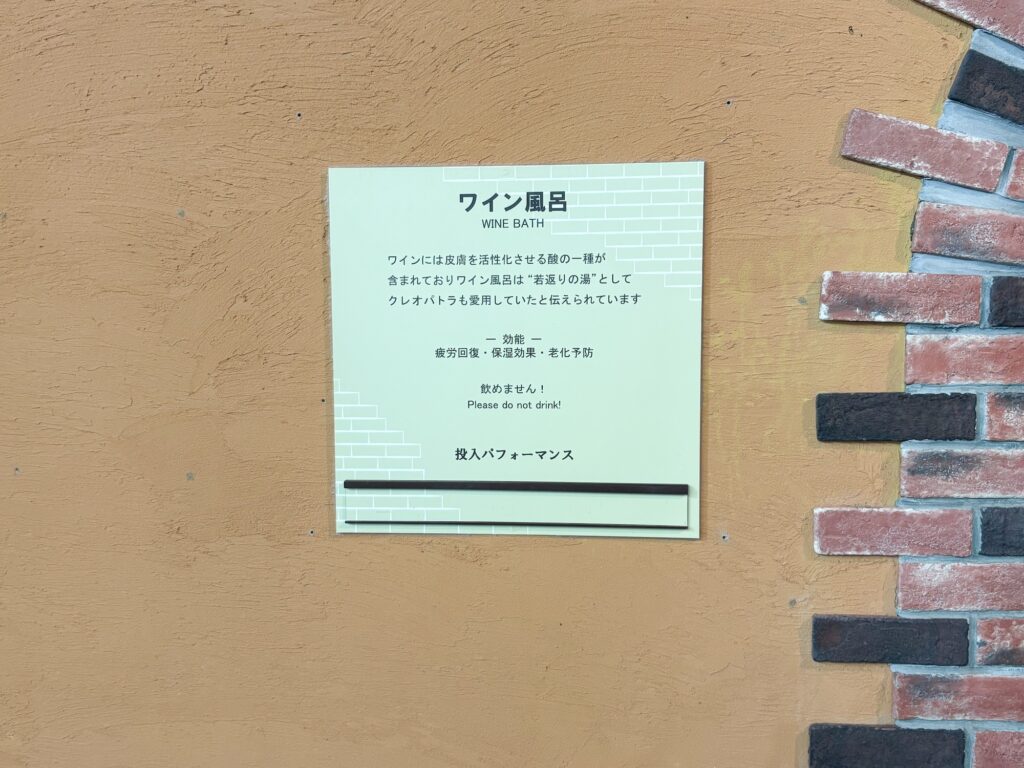 ワイン風呂
WINE BATH
ワインには皮膚を活性化させる酸の一種が
含まれておりワイン風呂は“若返りの湯”として
クレオパトラも愛用していたと伝えられています
― 効能 ―
疲労回復・保湿効果・老化予防
飲めません！
Please do not drink!
投入パフォーマンス